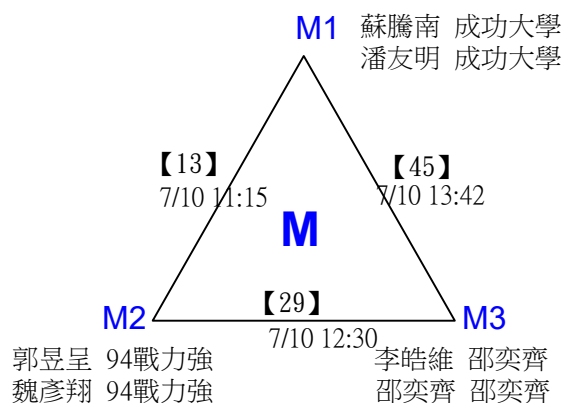 M1 蘇騰南 成功大學
潘友明 成功大學
【13】
7/10 11:15
【45】
7/10 13:42
M
【29】
7/10 12:30
M2
M3
郭昱呈 94戰力強
魏彥翔 94戰力強
李皓維 邵奕齊
邵奕齊 邵奕齊